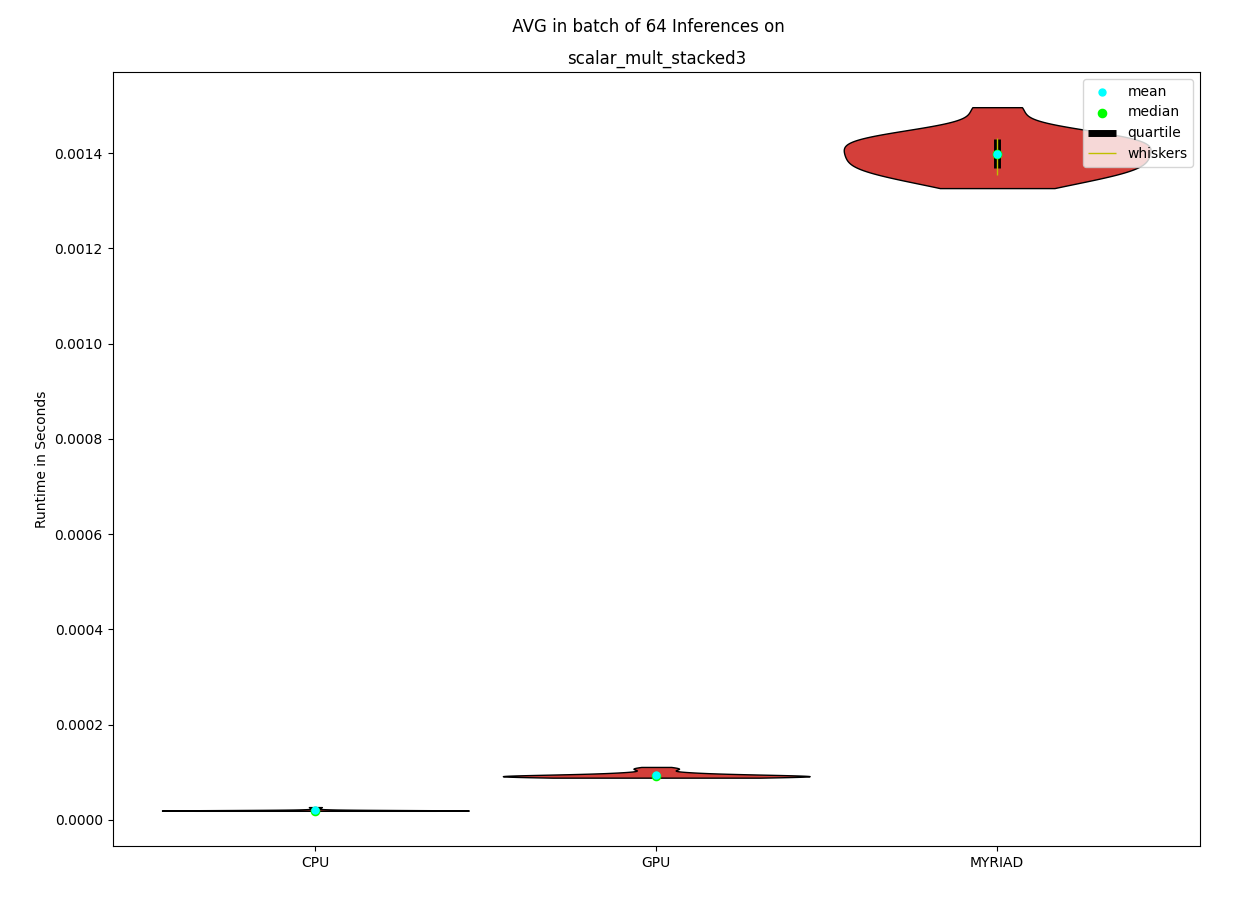 AVG in batch of 64 Inferences on
scalar_mult_stacked3
mean
median
quartile
whiskers
0.0014
0.0012
0.0010
0.0008
0.0006
0.0004
0.0002
0.0000
Runtime in Seconds
CPU
GPU
MYRIAD